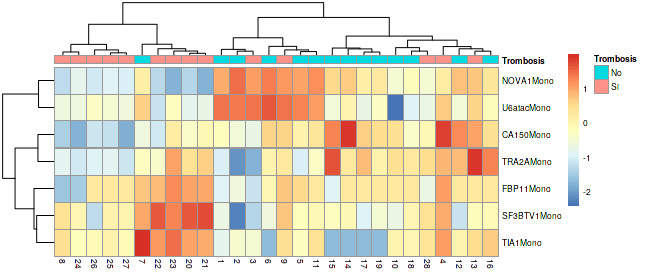 Trombosis
NOVA1Mono
U6atacMono
CA150Mono
TRA2AMono
FBP11Mono
SF3BTV1Mono
TIA1Mono
8 24 26 25 27 7 22 23 20 21 1 2 3 6 9 5 11 15 14 17 19 10 18 28 4 12 13 16
1
0
-1
-2
Trombosis
No
SI